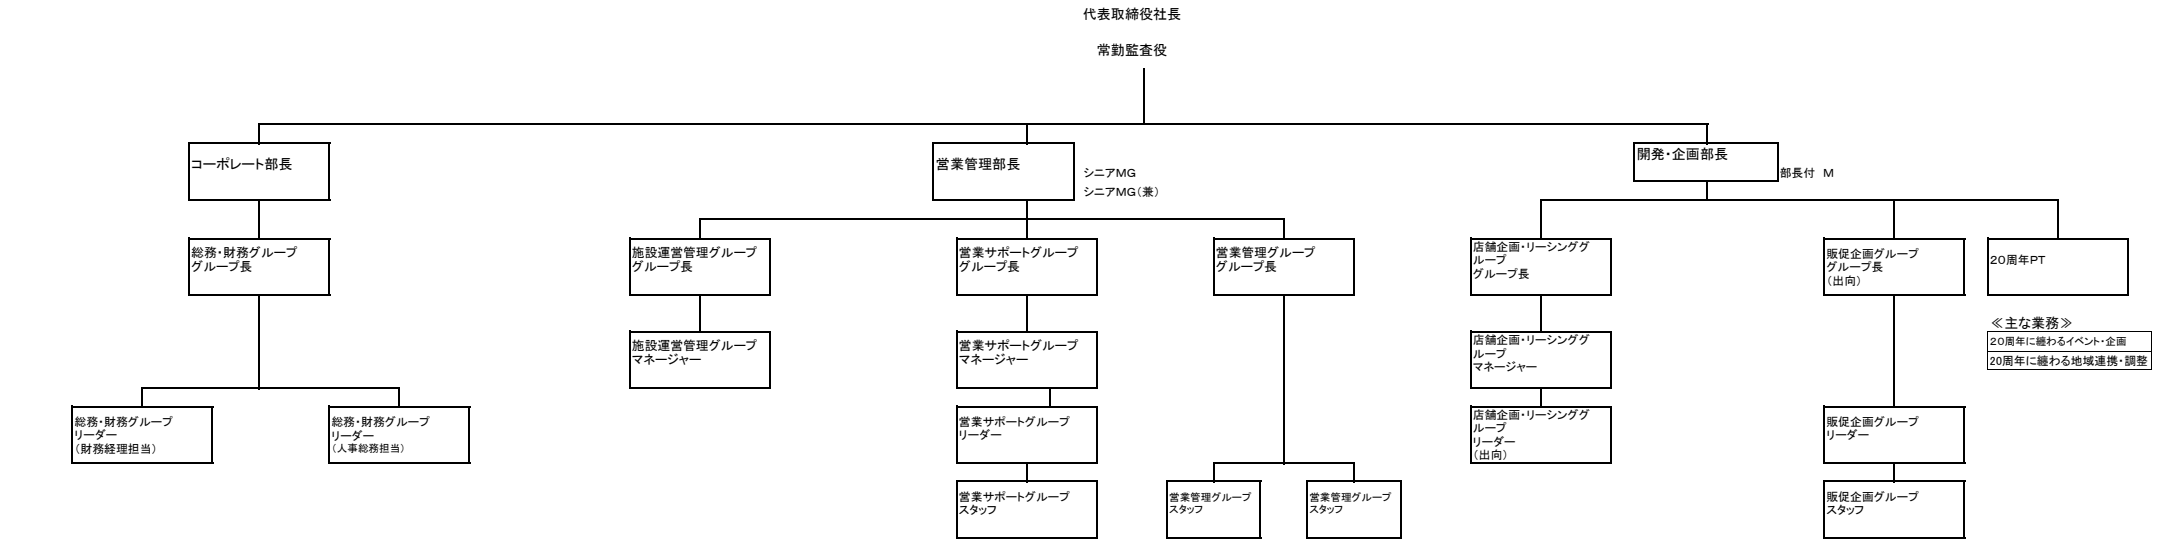 代表取締役社長
常勤監査役
コーポレート部長
営業管理部長
シニアMG
シニアMG（兼）
開発・企画部長
部長付　M
総務・財務グループ
グループ長
施設運営管理グループ
グループ長
営業サポートグループ
グループ長
営業管理グループ
グループ長
店舗企画・リーシンググ
ループ
グループ長
販促企画グループ
グループ長
（出向）
２０周年PT
施設運営管理グループ
マネージャー
営業サポートグループ
マネージャー
店舗企画・リーシンググ
ループ
マネージャー
≪主な業務≫
２０周年に纏わるイベント・企画
20周年に纏わる地域連携・調整
総務・財務グループ
リーダー
（財務経理担当）
総務・財務グループ
リーダー
（人事総務担当）
営業サポートグループ
リーダー
店舗企画・リーシンググ
ループ
リーダー
（出向）
販促企画グループ
リーダー
営業サポートグループ
スタッフ
営業管理グループ
スタッフ
営業管理グループ
スタッフ
販促企画グループ
スタッフ